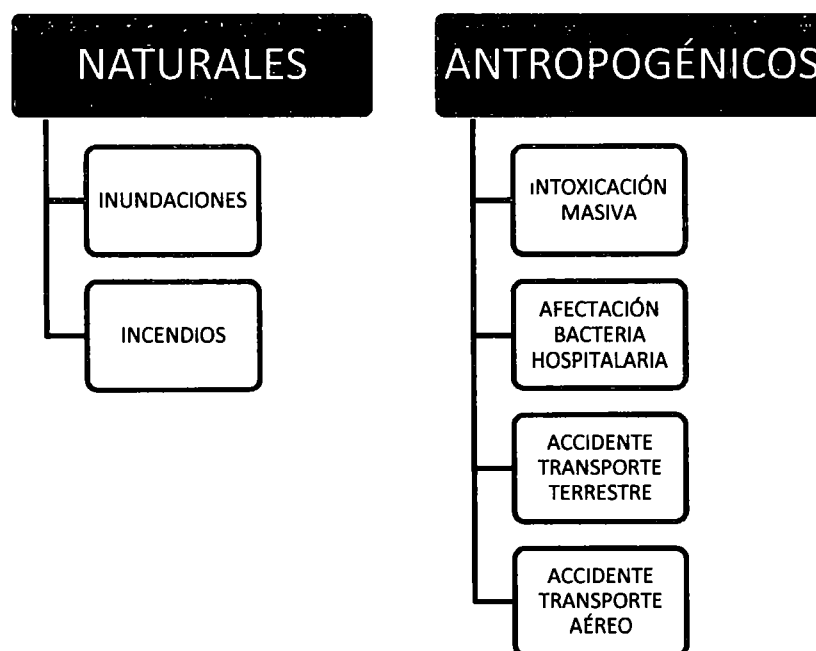 NATURALES
INUNDACIONES
INCENDIOS
ANTROPOGÉNICOS
INTOXICACIÓN
MASIVA
AFECTACIÓN
BACTERIA
HOSPITALARIA
ACCIDENTE
TRANSPORTE
TERRESTRE
ACCIDENTE
TRANSPORTE
AÉREO